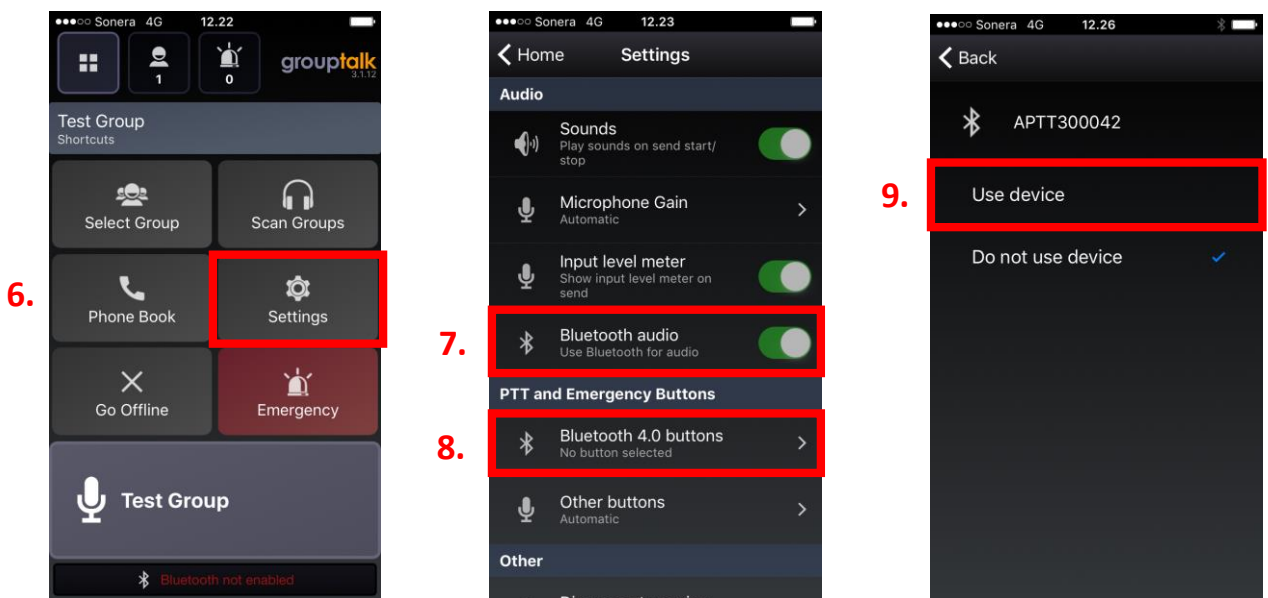 Sonera 4G 12.22
1
0
grouptalk
3.1.12
Test Group
Shortcuts
Select Group
Scan Groups
6.
Phone Book
Settings
Go Offline
Emergency
Test Group
Bluetooth not enabled
Sonera 4G 12.23
Home Settings
Audio
Sounds
Play sounds on send start/
stop
Microphone Gain
Automatic
Input level meter
Show input level meter on
send
7.
Bluetooth audio
Use Bluetooth for audio
PTT and Emergency Buttons
8.
Bluetooth 4.0 buttons
No button selected
Other buttons
Automatic
Other
Sonera 4G 12.26
Back
APTT300042
9.
Use device
Do not use device